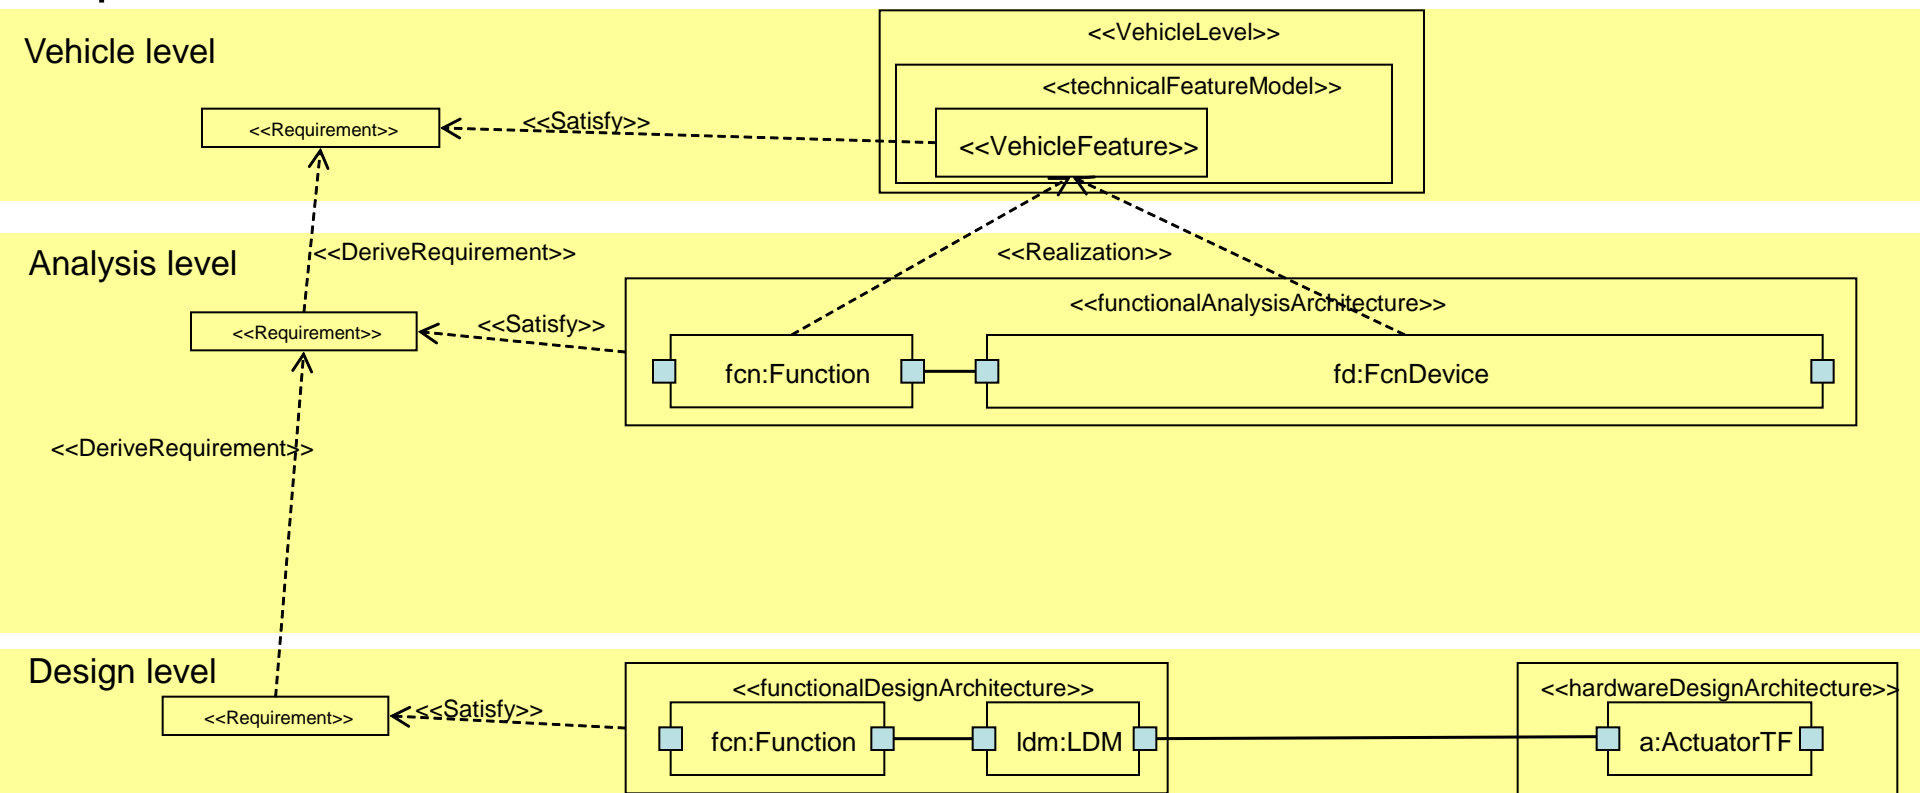 Vehicle level
<<VehicleLevel>>
<<technicalFeatureModel>>
<<Requirement>>
<<Satisfy>>
<<VehicleFeature>>
Analysis level
<<DeriveRequirement>>
<<Realization>>
<<functionalAnalysisArchitecture>>
<<Requirement>>
<<Satisfy>>
fcn:Function
fd:FcnDevice
<<DeriveRequirement>>
Design level
<<functionalDesignArchitecture>>
<<hardwareDesignArchitecture>>
<<Requirement>>
<<Satisfy>>
fcn:Function
ldm:LDM
a:ActuatorTF